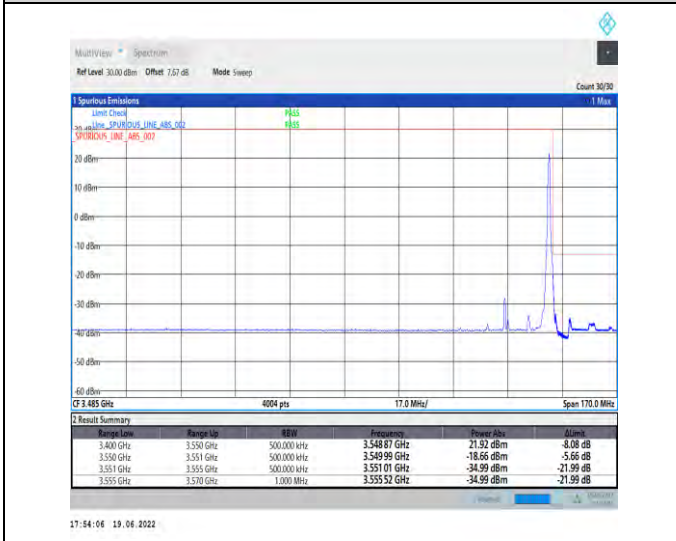 MultiView Spectrum
Ref Level 30.00 dBm Offset 7.67 dB Mode Sweep
Count 30/30
1 Spurious Emissions 1 Max
Limit Check PASS
Line _SPURIOUS_LINE_ABS_002 PASS
_SPURIOUS_LINE_ABS_002
20 dBm
10 dBm
0 dBm
-10 dBm
-20 dBm
-30 dBm
-40 dBm
-50 dBm
-60 dBm
CF 3.485 GHz 4004 pts 17.0 MHz/ Span 170.0 MHz
2 Result Summary
Range Low Range Up RBW Frequency Power Abs ΔLimit
3.400 GHz 3.550 GHz 500.000 kHz 3.548 87 GHz 21.92 dBm -8.08 dB
3.550 GHz 3.551 GHz 500.000 kHz 3.549 99 GHz -18.66 dBm -5.66 dB
3.551 GHz 3.555 GHz 500.000 kHz 3.551 01 GHz -34.99 dBm -21.99 dB
3.555 GHz 3.570 GHz 1.000 MHz 3.555 52 GHz -34.99 dBm -21.99 dB
17:54:06 19.06.2022